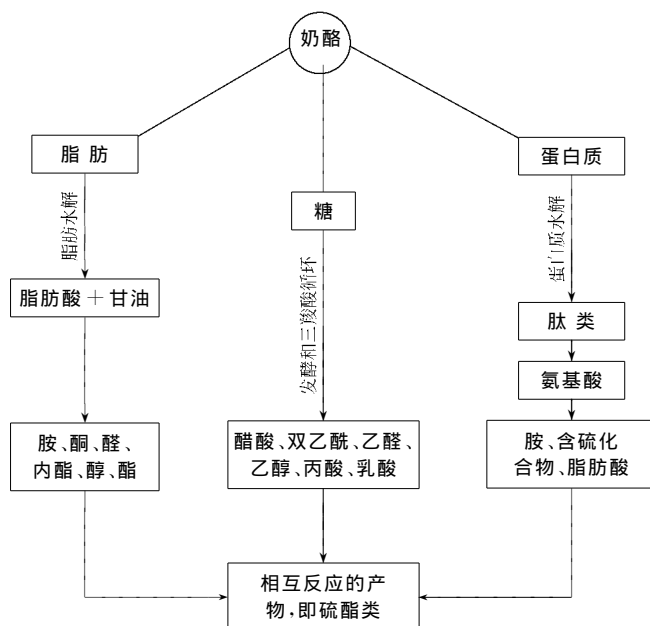 奶酪
脂肪
糖
蛋白质
脂肪水解
发酵和三羧酸循环
蛋白质水解
脂肪酸＋甘油
肽类
氨基酸
胺、酮、醛、
内酯、醇、酯
醋酸、双乙酰、乙醛、
乙醇、丙酸、乳酸
胺、含硫化
合物、脂肪酸
相互反应的产
物，即硫酯类